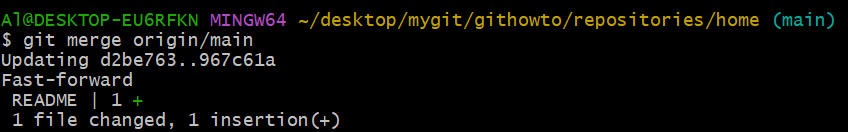 Al@DESKTOP-EU6RFKN MINGW64 ~/desktop/mygit/githowto/repositories/home (main)
$ git merge origin/main
Updating d2be763..967c61a
Fast-forward
 README | 1 +
 1 file changed, 1 insertion(+)